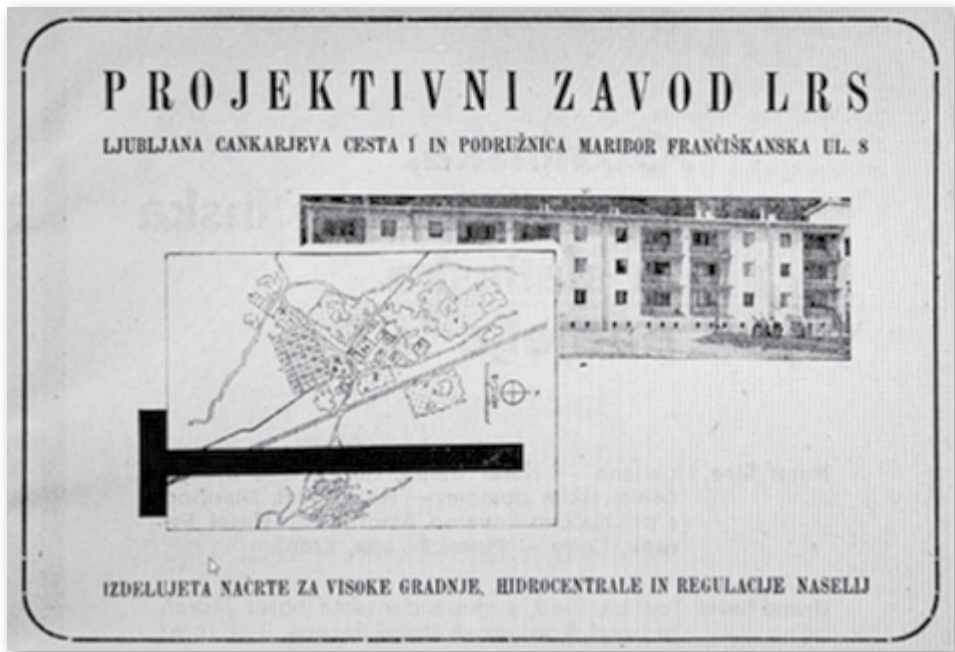 PROJEKTIVNI ZAVOD LRS
LJUBLJANA CANKARJEVA CESTA 1 IN PODRUŽNICA MARIBOR FRANČIŠKANSKA UL. 8
IZDELUJETA NAČRTE ZA VISOKE GRADNJE, HIDROCENTRALE IN REGULACIJE NASELIJ